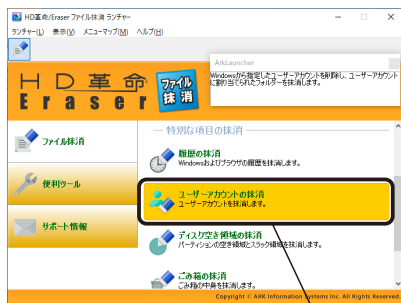 HD革命/Eraser ファイル抹消 ランチャー
ランチャー(L) 表示(V) メニューマップ(M) ヘルプ(H)
ArkLauncher
Windowsから指定したユーザーアカウントを削除し、ユーザーアカウント
に割り当てられたフォルダーを抹消します。
HD革命
Eraser
ファイル
抹消
ファイル抹消
便利ツール
サポート情報
特別な項目の抹消
履歴の抹消
Windowsおよびブラウザの履歴を抹消します。
ユーザーアカウントの抹消
ユーザーアカウントを抹消します。
ディスク空き領域の抹消
パーティションの空き領域とスラック領域を抹消します。
ごみ箱の抹消
ごみ箱の中身を抹消します。
Copyright © ARK Information Systems Inc. All Rights Reserved.